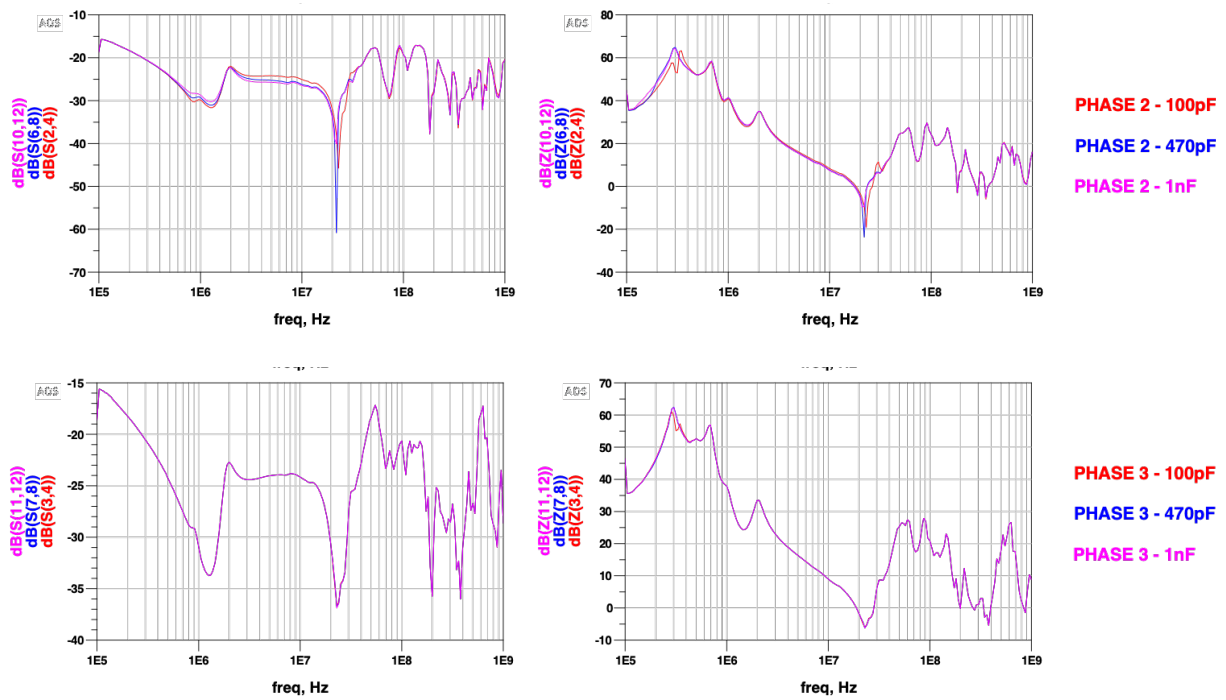 ADS
-10
-20
-30
-40
-50
-60
-70
dB(S(10,12))
dB(S(6,8))
dB(S(2,4))
1E5 1E6 1E7 1E8 1E9
freq, Hz
ADS
80
60
40
20
0
-20
-40
dB(Z(10,12))
dB(Z(6,8))
dB(Z(2,4))
1E5 1E6 1E7 1E8 1E9
freq, Hz
PHASE 2 - 100pF
PHASE 2 - 470pF
PHASE 2 - 1nF
freq, Hz
ADS
-15
-20
-25
-30
-35
-40
dB(S(11,12))
dB(S(7,8))
dB(S(3,4))
1E5 1E6 1E7 1E8 1E9
freq, Hz
freq, Hz
ADS
70
60
50
40
30
20
10
0
-10
dB(Z(11,12))
dB(Z(7,8))
dB(Z(3,4))
1E5 1E6 1E7 1E8 1E9
freq, Hz
PHASE 3 - 100pF
PHASE 3 - 470pF
PHASE 3 - 1nF